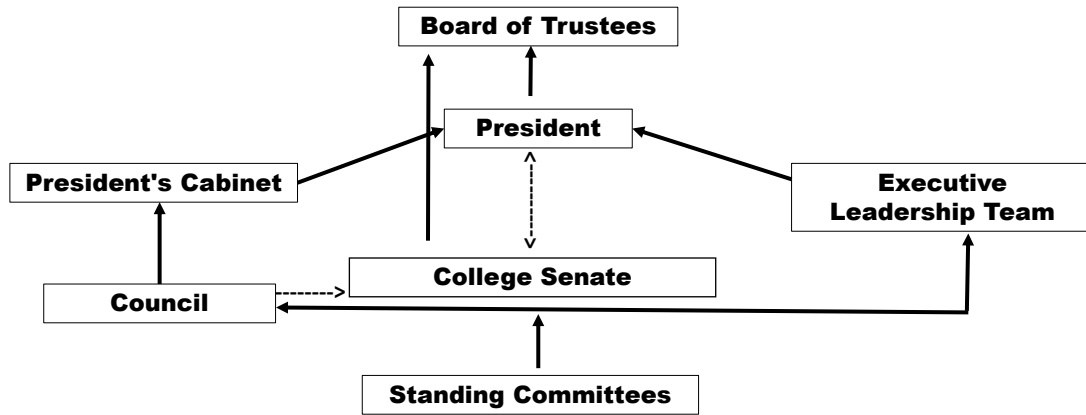 Board of Trustees
President
President's Cabinet
Executive
Leadership Team
College Senate
Council
Standing Committees